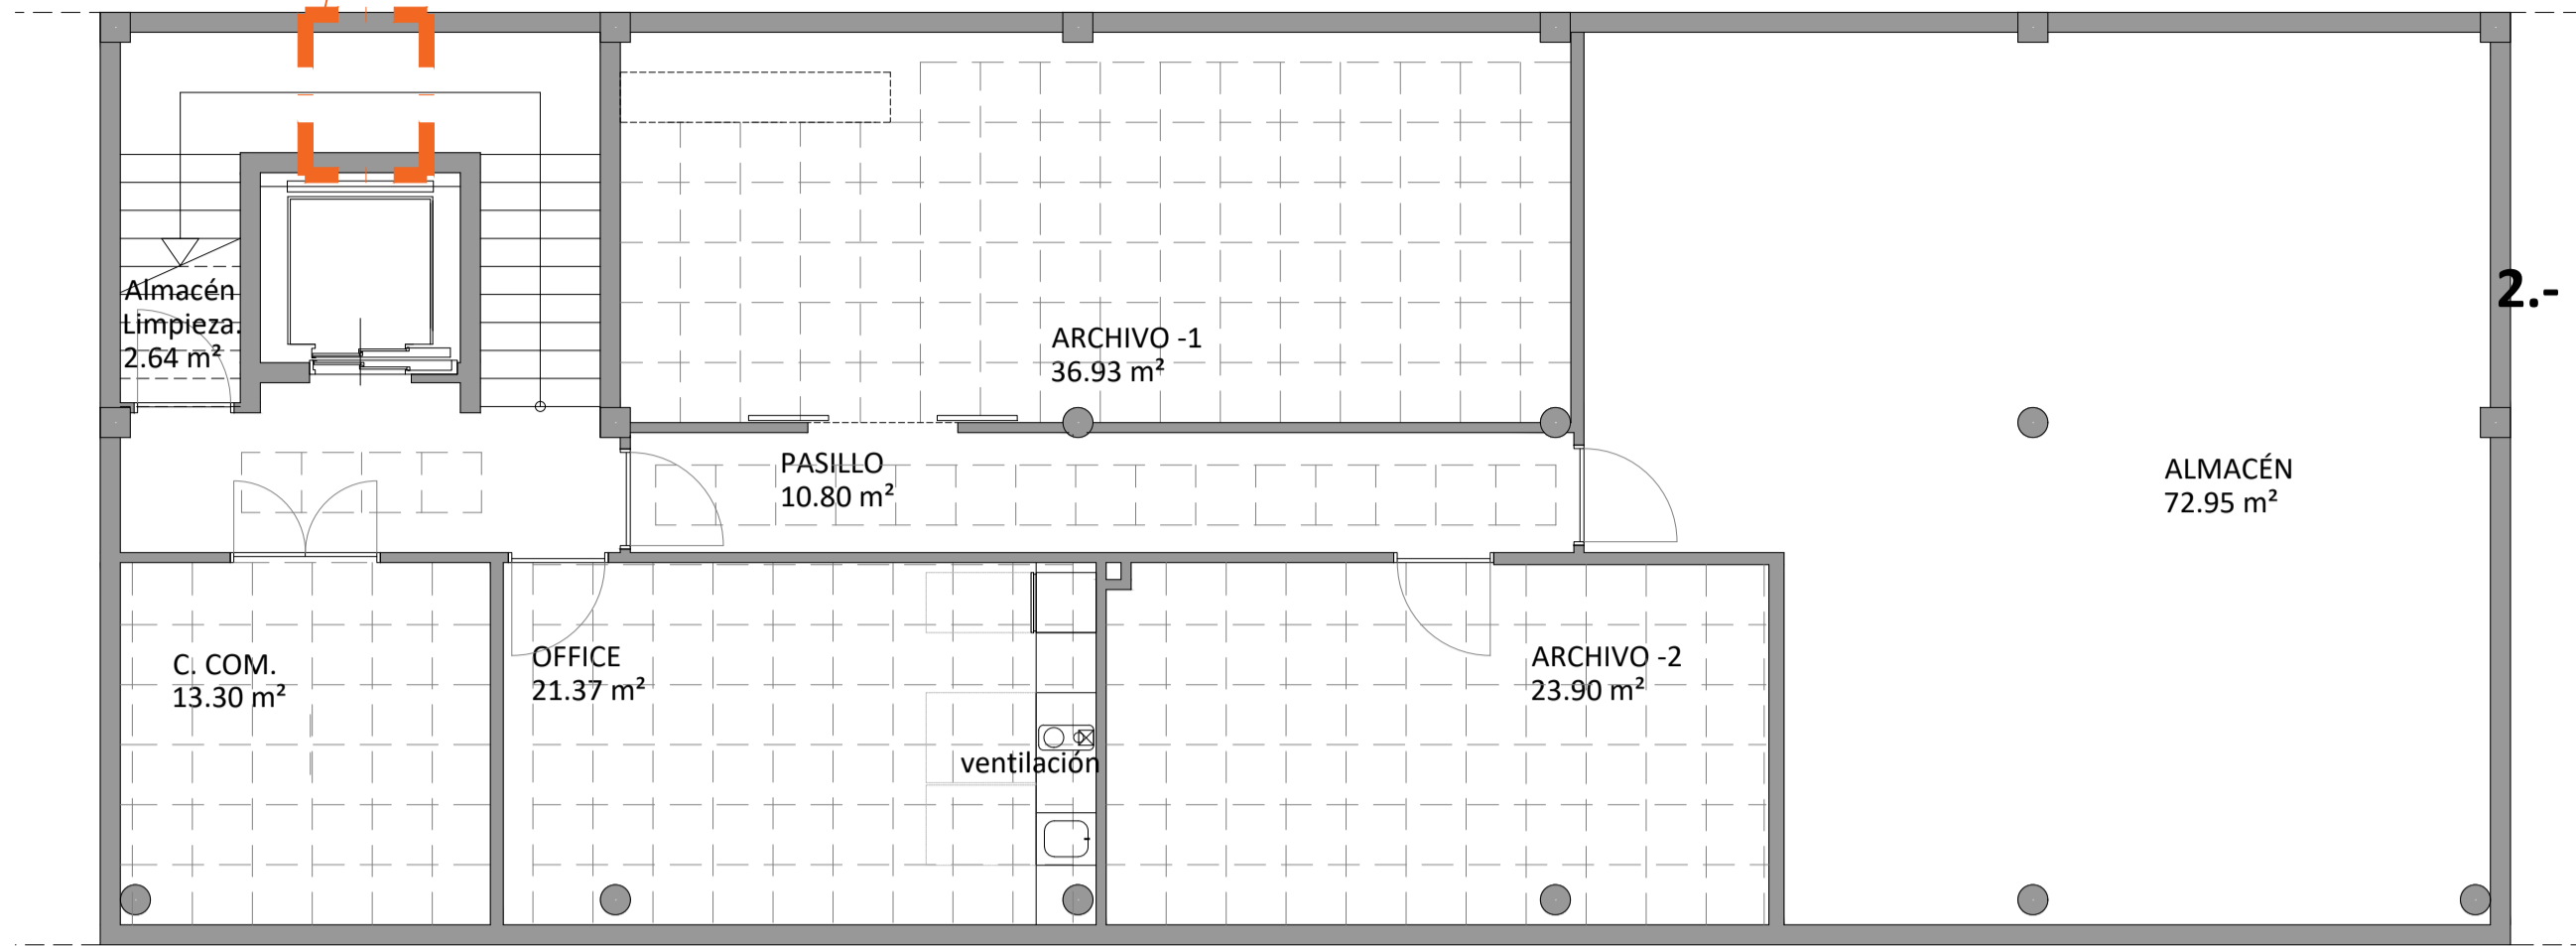 Almacén
Limpieza.
2.64 m²
ARCHIVO -1
36.93 m²
2.-
PASILLO
10.80 m²
ALMACÉN
72.95 m²
C. COM.
13.30 m²
OFFICE
21.37 m²
ventilación
ARCHIVO -2
23.90 m²